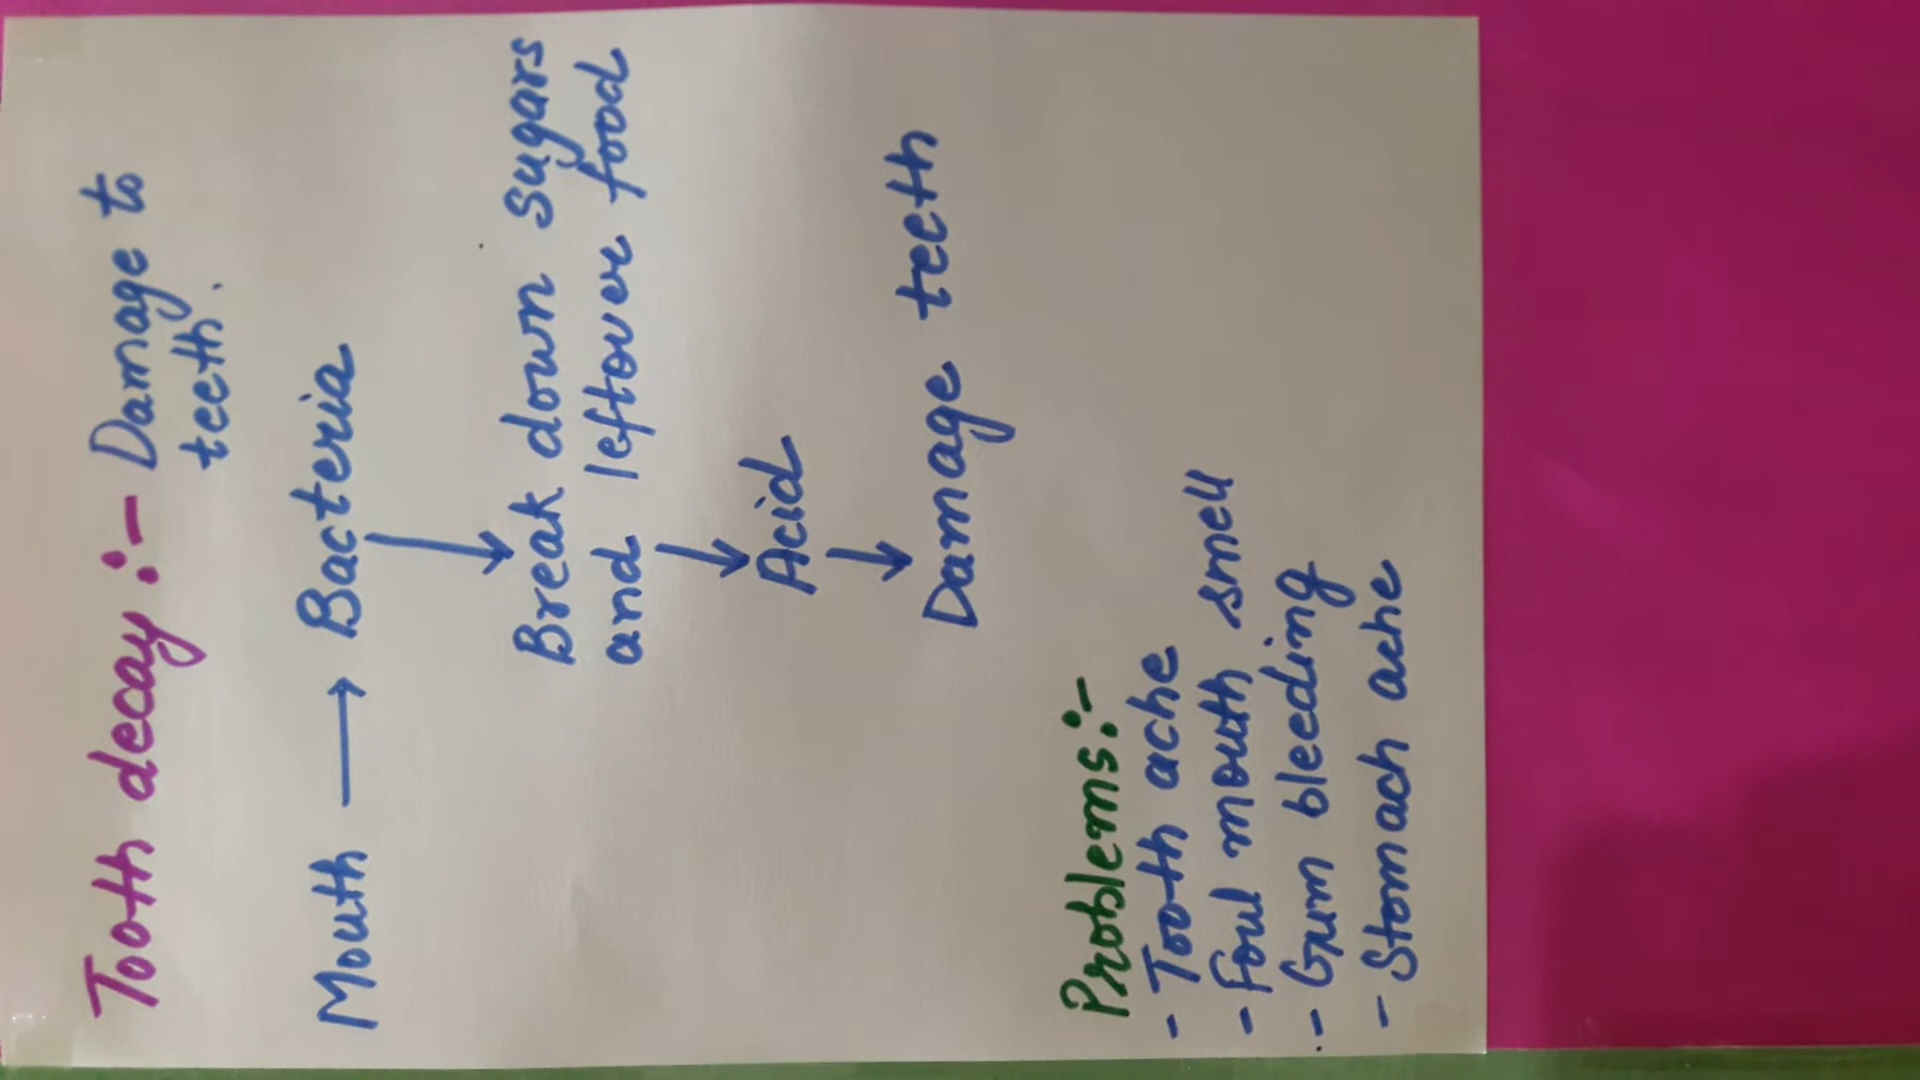 Tooth decay :- Damage to
teeth.
Mouth → Bacteria
↓
Break down sugars
and leftover food
↓
Acid
↓
Damage teeth
Problems:-
- Tooth ache
- foul mouth smell
- Gum bleeding
- Stomach ache